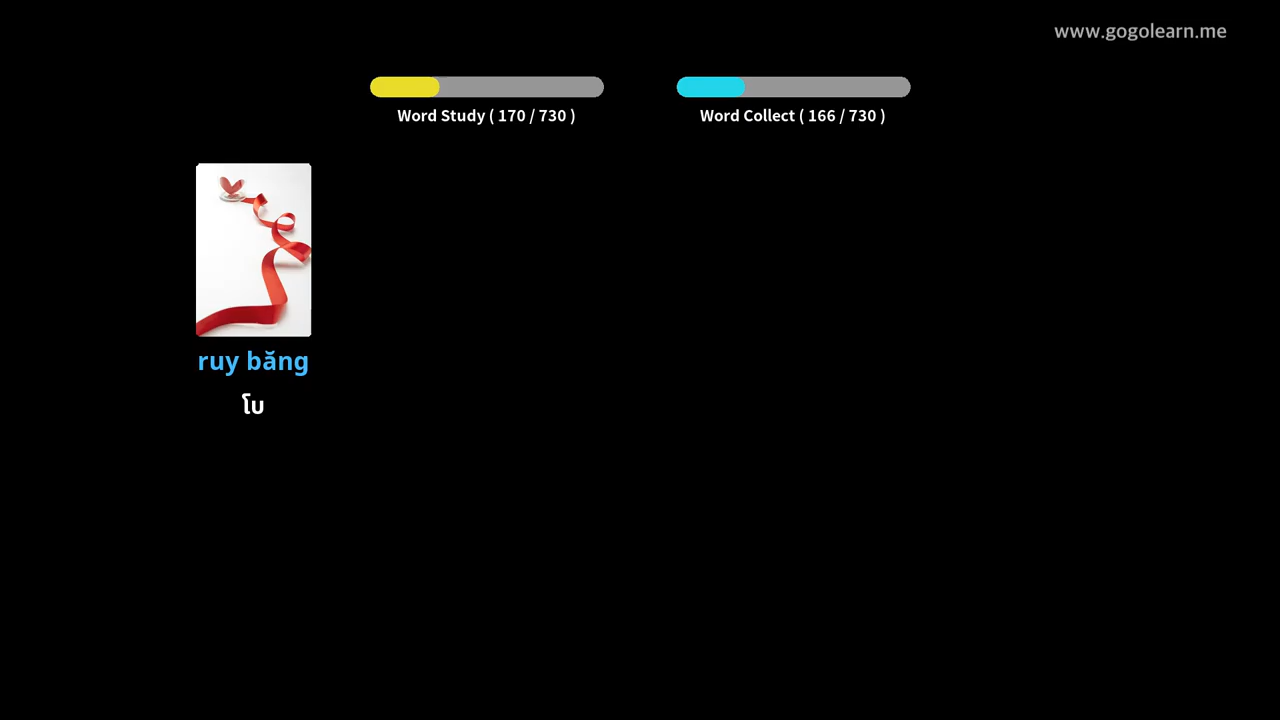 www.gogolearn.me
Word Study ( 170 / 730 )
Word Collect ( 166 / 730 )
ruy băng
โบ